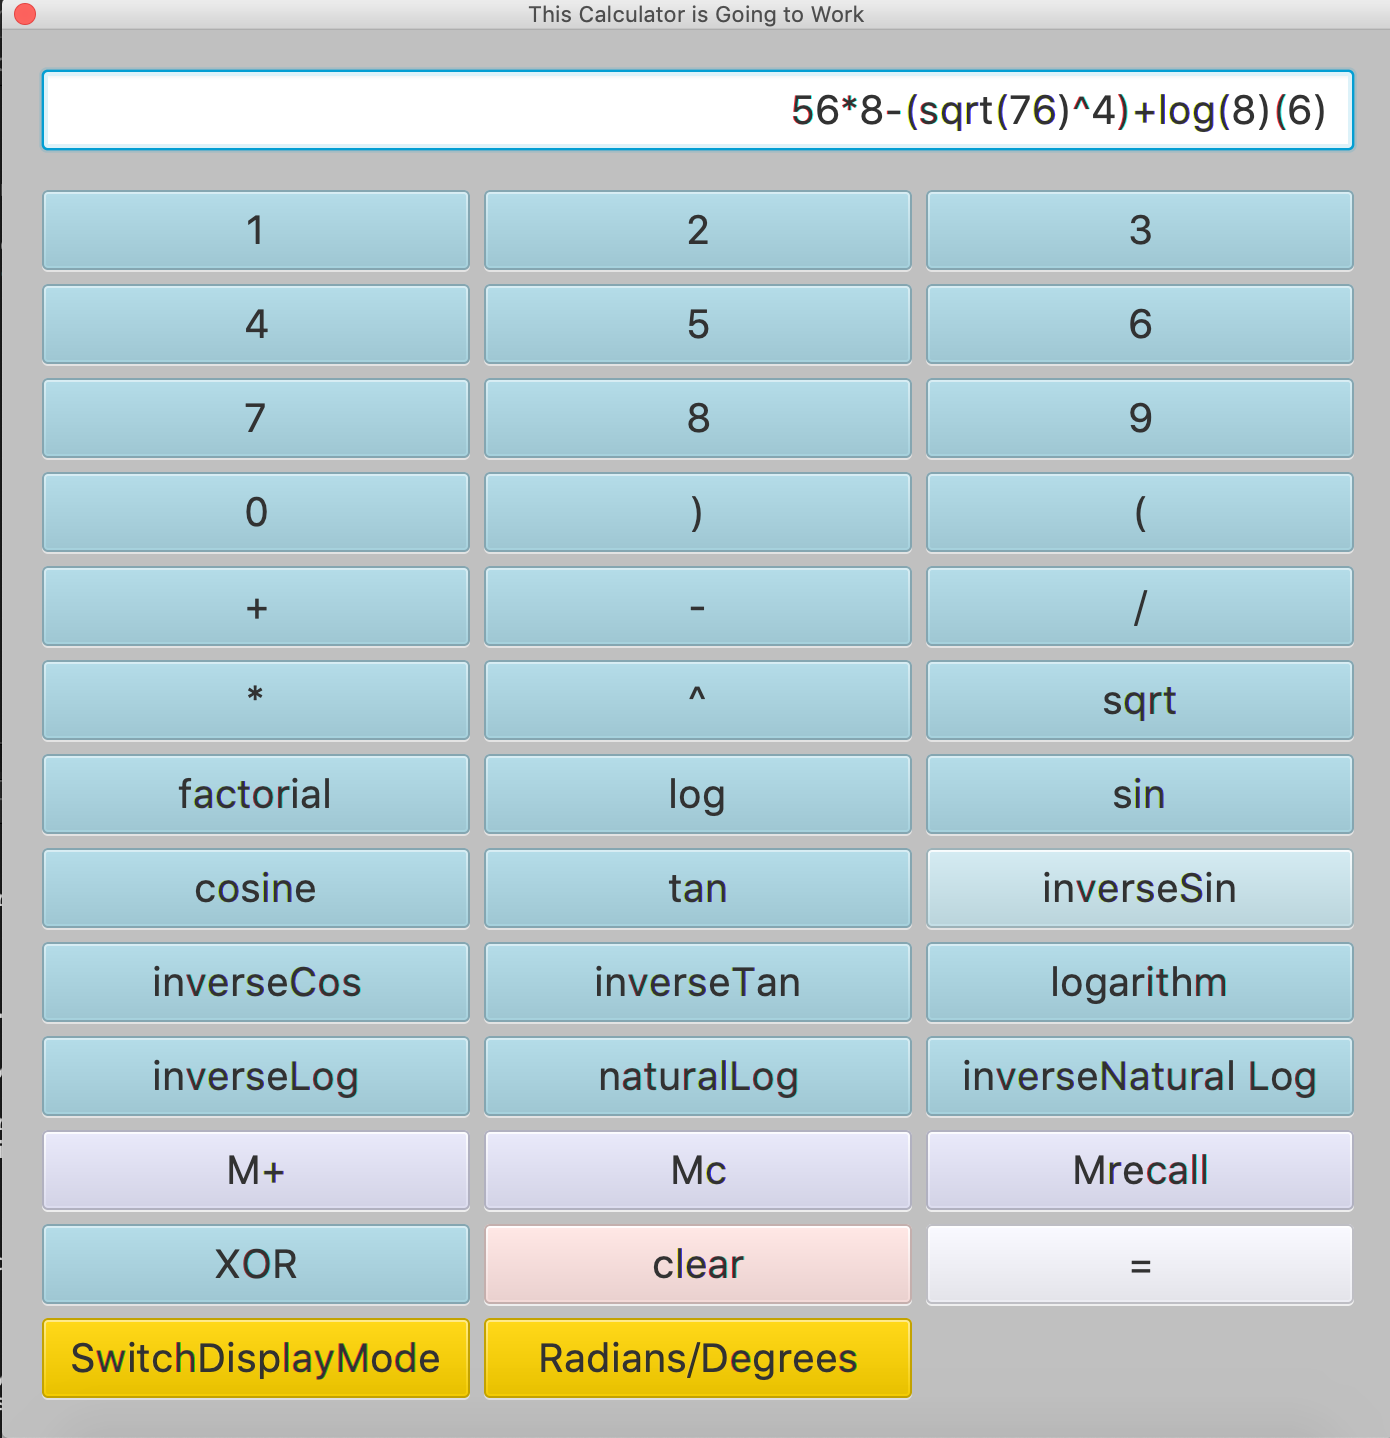 This Calculator is Going to Work
56*8-(sqrt(76)^4)+log(8)(6)
1 2 3
4 5 6
7 8 9
0 ) (
+ - /
* ^ sqrt
factorial log sin
cosine tan inverseSin
inverseCos inverseTan logarithm
inverseLog naturalLog inverseNatural Log
M+ Mc Mrecall
XOR clear =
SwitchDisplayMode Radians/Degrees